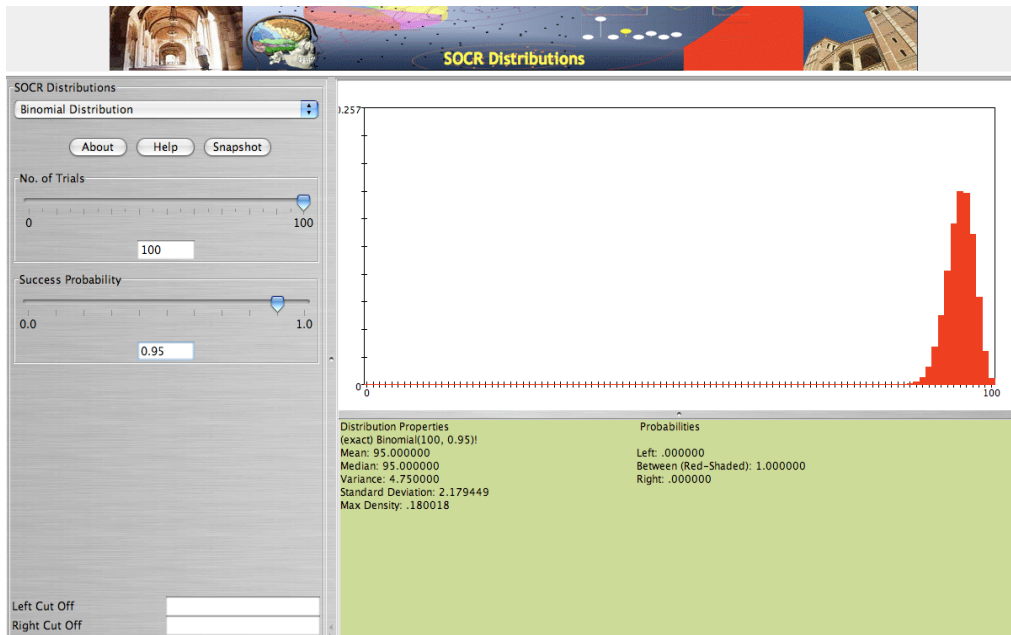 SOCR Distributions
SOCR Distributions
Binomial Distribution
About Help Snapshot
No. of Trials
0 100
100
Success Probability
0.0 1.0
0.95
Left Cut Off
Right Cut Off
0.257
0
0 100
Distribution Properties
(exact) Binomial(100, 0.95)!
Mean: 95.000000
Median: 95.000000
Variance: 4.750000
Standard Deviation: 2.179449
Max Density: .180018
Probabilities
Left: .000000
Between (Red-Shaded): 1.000000
Right: .000000